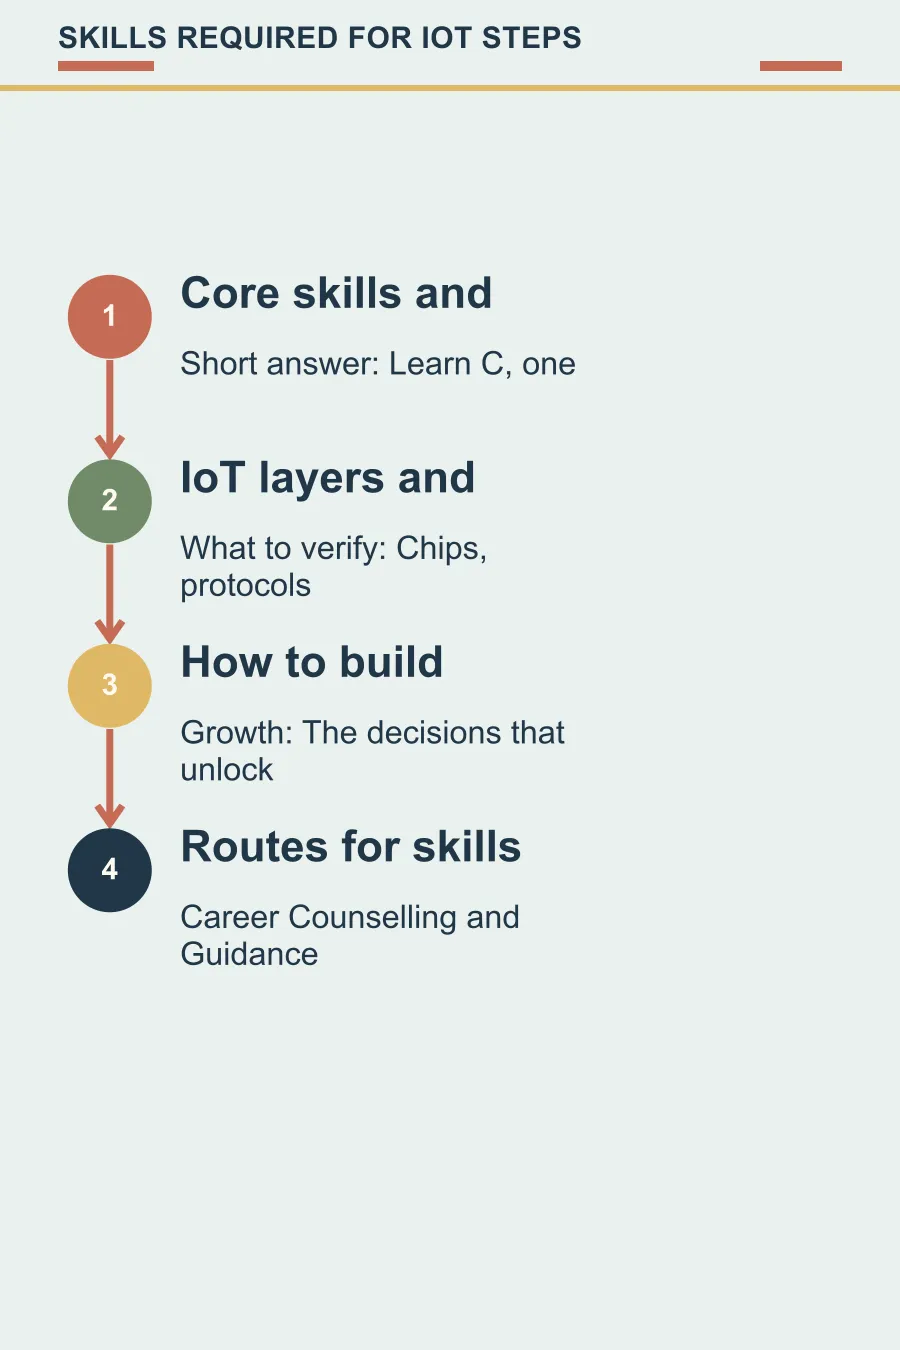 SKILLS REQUIRED FOR IOT STEPS
1
Core skills and
Short answer: Learn C, one
2
IoT layers and
What to verify: Chips,
protocols
3
How to build
Growth: The decisions that
unlock
4
Routes for skills
Career Counselling and
Guidance